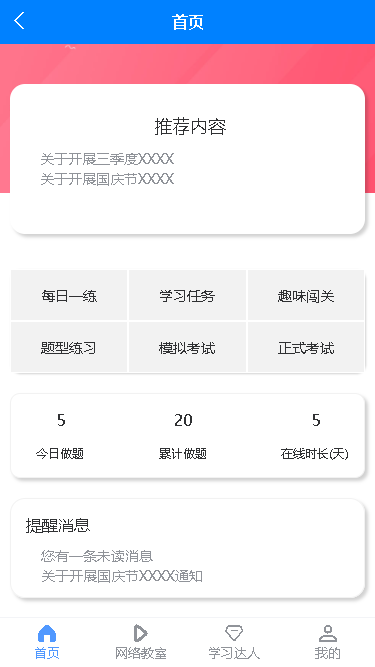 首页
推荐内容
关于开展三季度XXXX
关于开展国庆节XXXX
每日一练 学习任务 趣味闯关
题型练习 模拟考试 正式考试
5 20 5
今日做题 累计做题 在线时长(天)
提醒消息
您有一条未读消息
关于开展国庆节XXXX通知
首页 网络教室 学习达人 我的